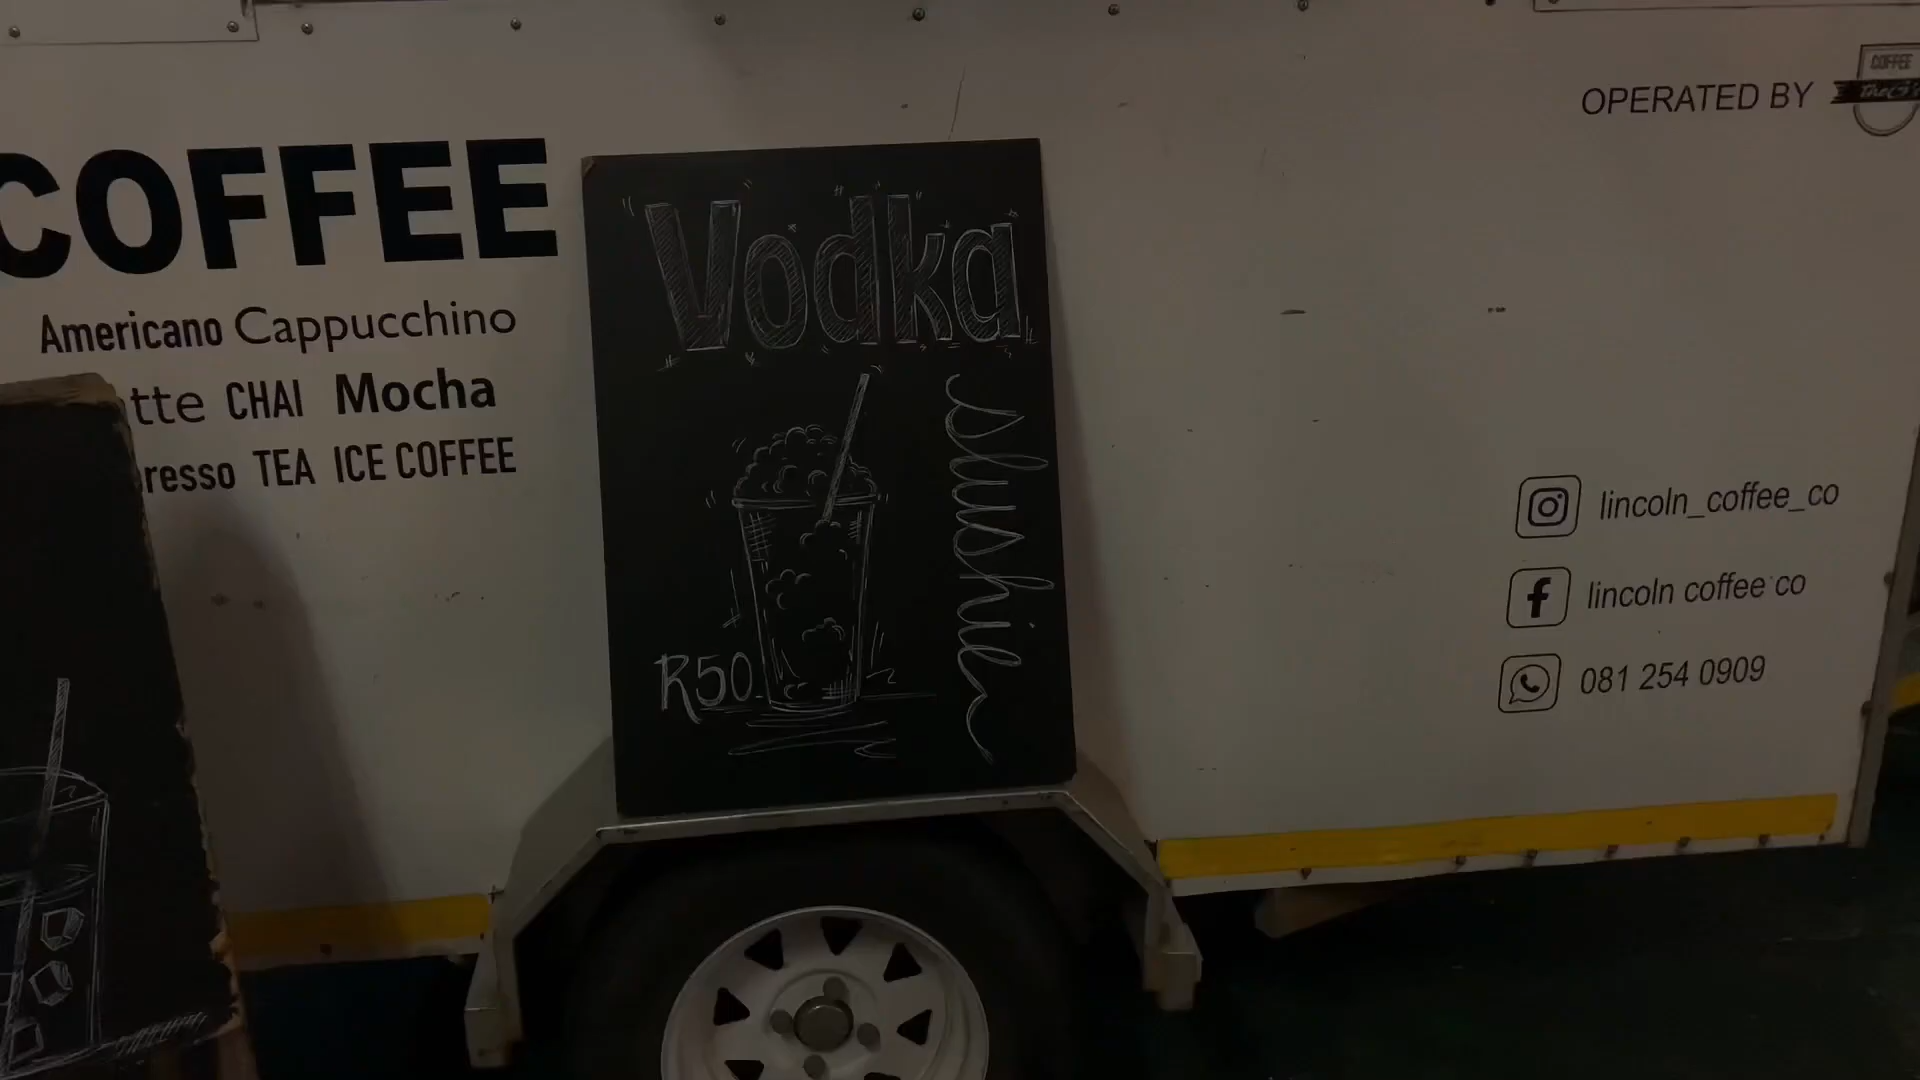 COFFEE
Americano Cappucchino
tte CHAI Mocha
resso TEA ICE COFFEE
Vodka
slushie
R50
OPERATED BY
COFFEE
lincoln_coffee_co
lincoln coffee co
081 254 0909